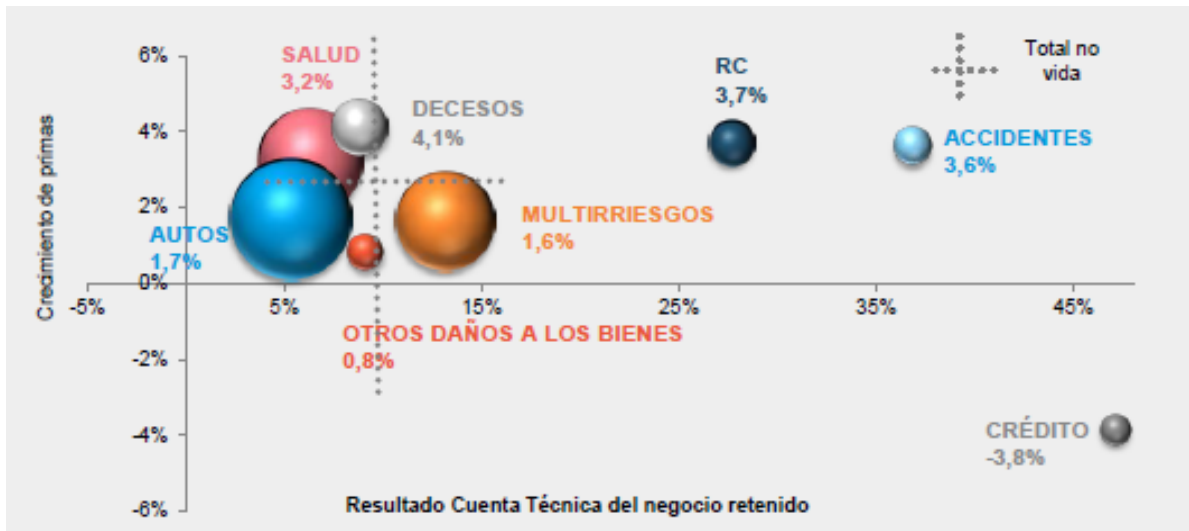 Crecimiento de primas
6%
4%
2%
0%
-2%
-4%
-6%
-5%
5%
15%
25%
35%
45%
SALUD
3,2%
DECESOS
4,1%
RC
3,7%
Total no
vida
ACCIDENTES
3,6%
AUTOS
1,7%
MULTIRRIESGOS
1,6%
OTROS DAÑOS A LOS BIENES
0,8%
CRÉDITO
-3,8%
Resultado Cuenta Técnica del negocio retenido